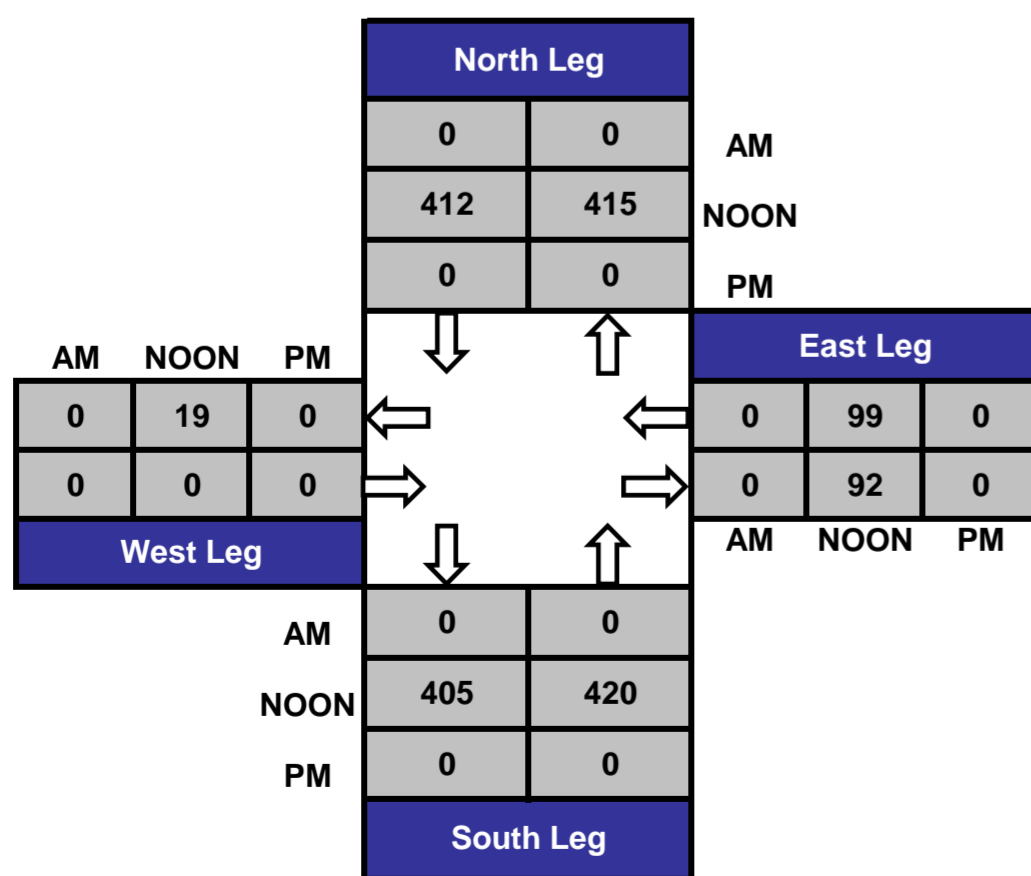 North Leg
0 0
AM
412 415
NOON
0 0
PM
East Leg
AM NOON PM
0 19 0
0 99 0
0 0 0
0 92 0
West Leg
AM NOON PM
AM
0 0
NOON
405 420
PM
0 0
South Leg